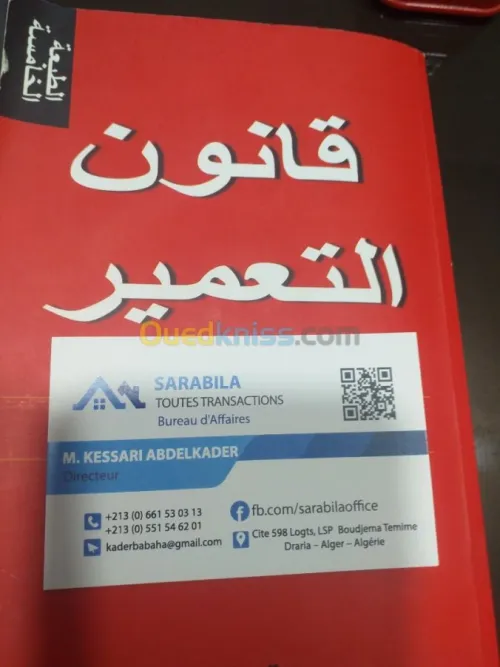 الطبعة
الخامسة
قانون
التعمير
Ouedkniss.com
SARABILA
TOUTES TRANSACTIONS
Bureau d'Affaires
M. KESSARI ABDELKADER
Directeur
+213 (0) 661 53 03 13
+213 (0) 551 54 62 01
kaderbabaha@gmail.com
fb.com/sarabilaoffice
Cite 598 Logts, LSP Boudjema Temime
Draria – Alger – Algérie